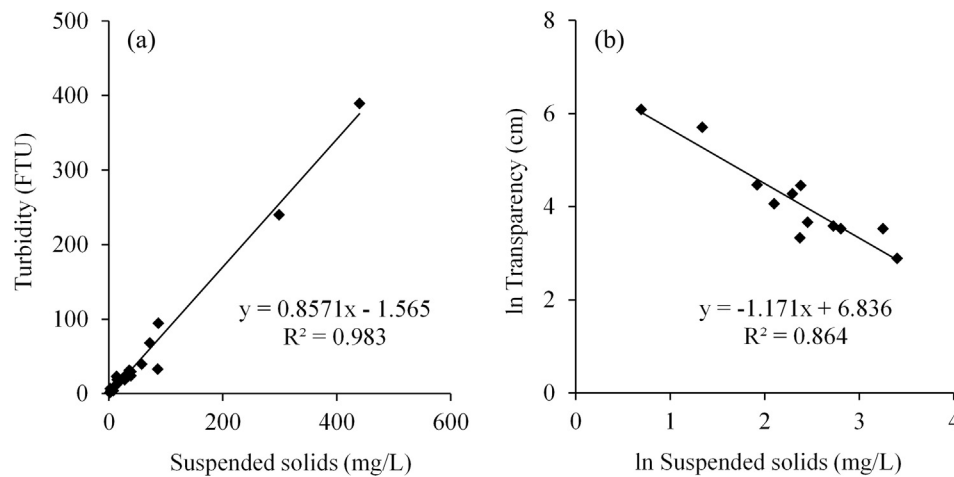 (a)
500
400
300
200
100
0
Turbidity (FTU)
y = 0.8571x - 1.565
R² = 0.983
0 200 400 600
Suspended solids (mg/L)
(b)
8
6
4
2
0
ln Transparency (cm)
y = -1.171x + 6.836
R² = 0.864
0 1 2 3 4
ln Suspended solids (mg/L)